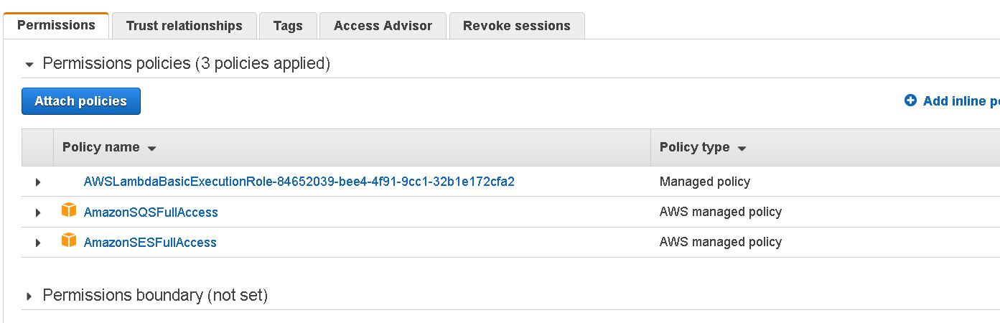 Permissions Trust relationships Tags Access Advisor Revoke sessions
Permissions policies (3 policies applied)
Attach policies Add inline
Policy name Policy type
AWSLambdaBasicExecutionRole-84652039-bee4-4f91-9cc1-32b1e172cfa2 Managed policy
AmazonSQSFullAccess AWS managed policy
AmazonSESFullAccess AWS managed policy
Permissions boundary (not set)